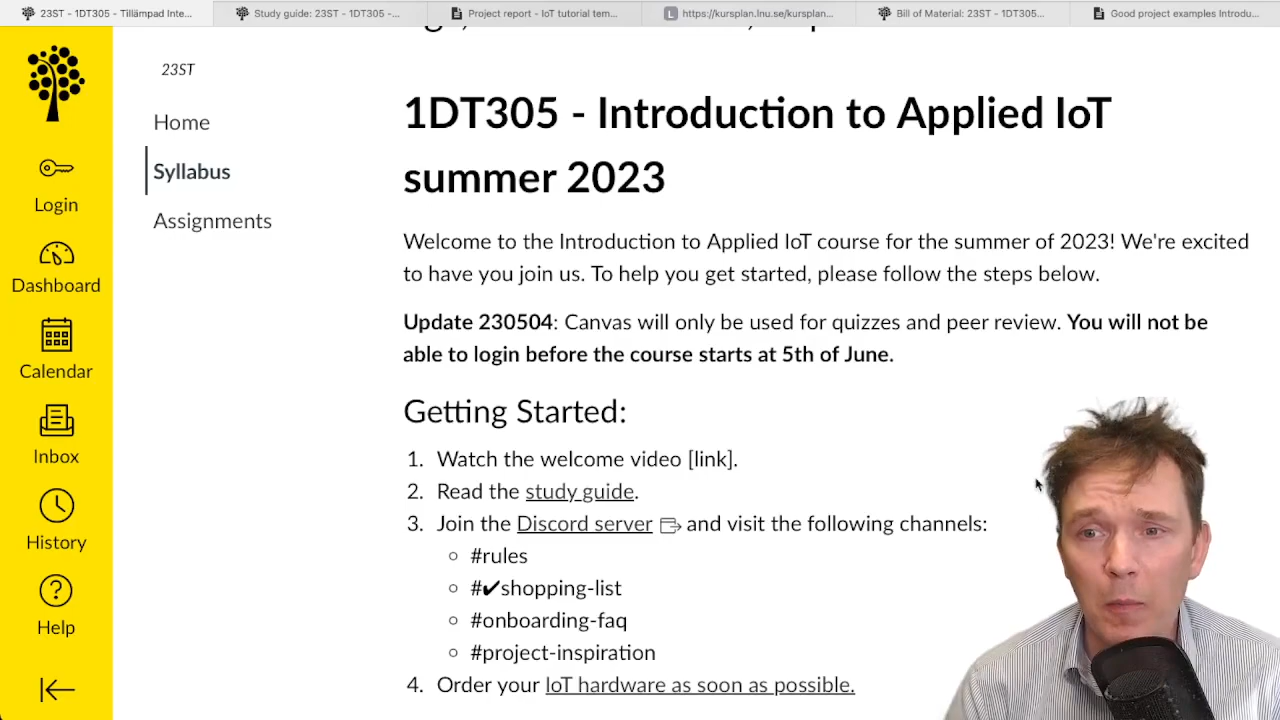 23ST - 1DT305 - Tillämpad Inte...
Study guide: 23ST - 1DT305 -...
Project report - IoT tutorial tem...
https://kursplan.lnu.se/kursplan...
Bill of Material: 23ST - 1DT305...
Good project examples Introdu...
23ST
Login
Dashboard
Calendar
Inbox
History
Help
Home
Syllabus
Assignments
1DT305 - Introduction to Applied IoT
summer 2023
Welcome to the Introduction to Applied IoT course for the summer of 2023! We're excited
to have you join us. To help you get started, please follow the steps below.
Update 230504: Canvas will only be used for quizzes and peer review. You will not be
able to login before the course starts at 5th of June.
Getting Started:
1. Watch the welcome video [link].
2. Read the study guide.
3. Join the Discord server and visit the following channels:
#rules
#✔shopping-list
#onboarding-faq
#project-inspiration
4. Order your IoT hardware as soon as possible.